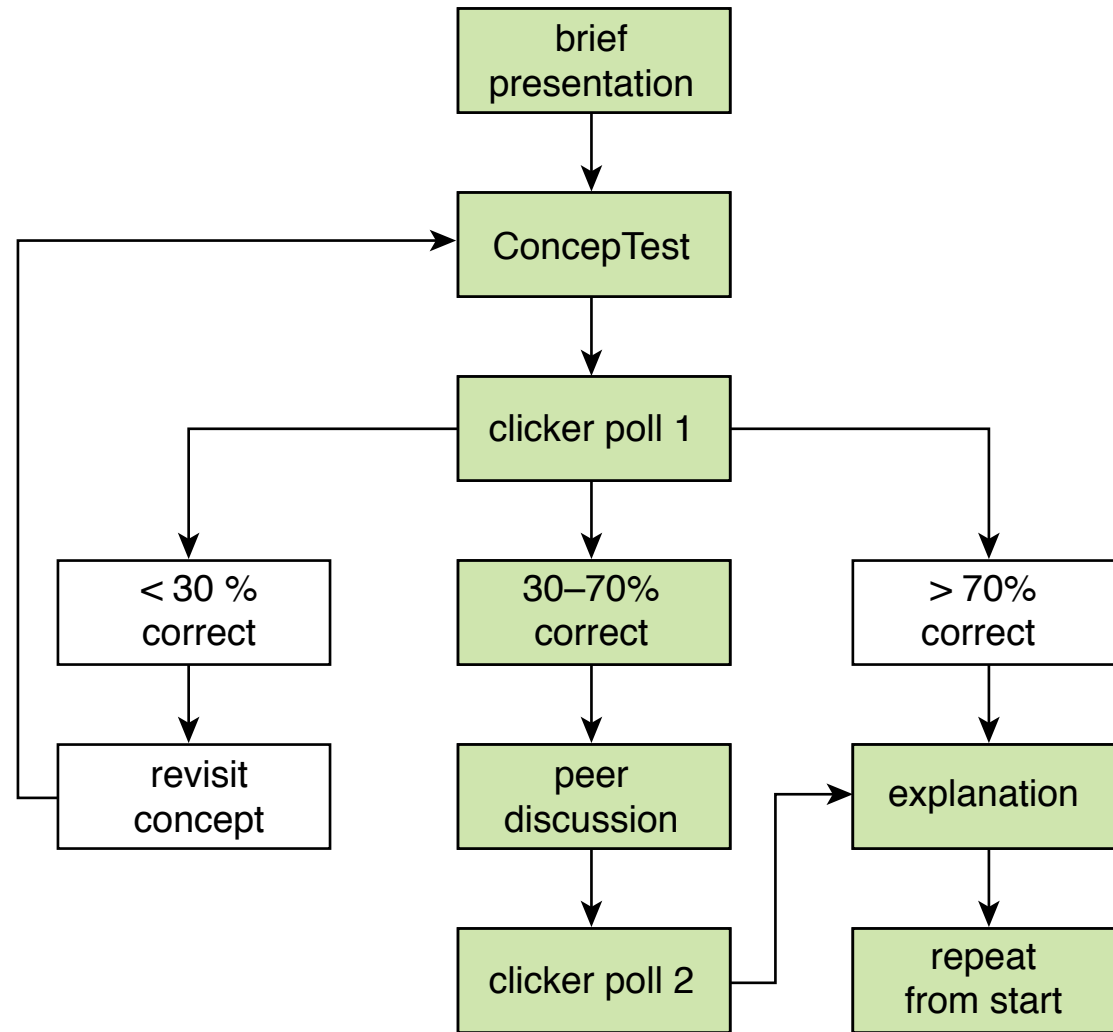 brief
presentation
ConcepTest
clicker poll 1
< 30 %
correct
30–70%
correct
> 70%
correct
revisit
concept
peer
discussion
explanation
clicker poll 2
repeat
from start